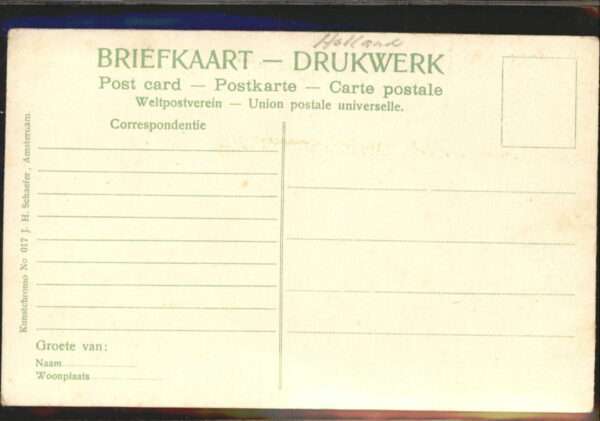 Holland
BRIEFKAART — DRUKWERK
Post card — Postkarte — Carte postale
Weltpostverein — Union postale universelle.
Correspondentie
Kunstchromo No 017 J. H. Schaefer, Amsterdam.
Groete van:
Naam
Woonplaats